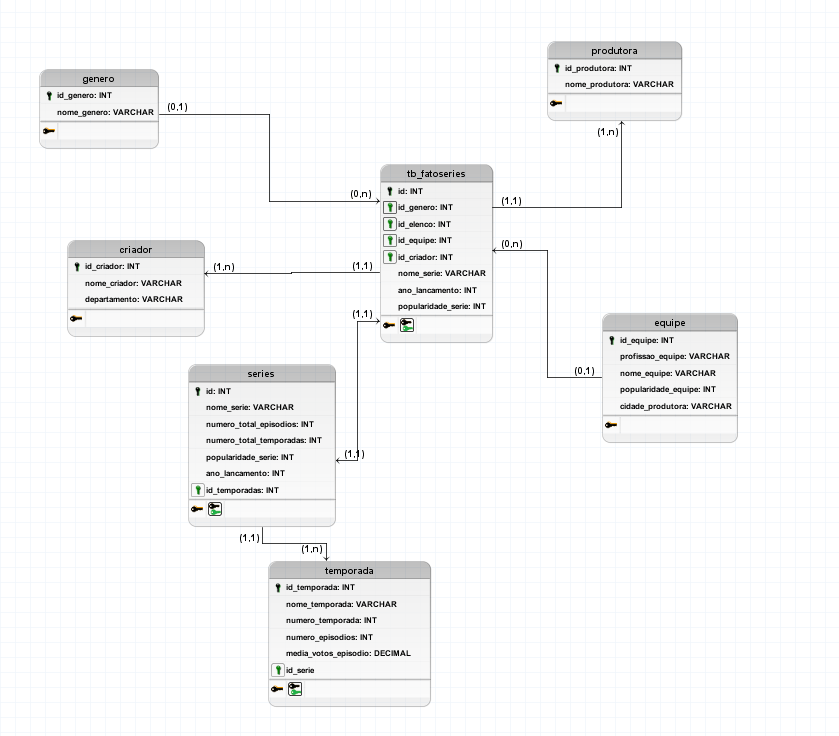 produtora
id_produtora: INT
nome_produtora: VARCHAR
(1,n)
genero
id_genero: INT
nome_genero: VARCHAR
(0,1)
(0,n)
tb_fatoseries
id: INT
id_genero: INT
id_elenco: INT
id_equipe: INT
id_criador: INT
nome_serie: VARCHAR
ano_lancamento: INT
popularidade_serie: INT
(1,1)
(0,n)
criador
id_criador: INT
nome_criador: VARCHAR
departamento: VARCHAR
(1,n)
(1,1)
(1,1)
equipe
id_equipe: INT
profissao_equipe: VARCHAR
nome_equipe: VARCHAR
popularidade_equipe: INT
cidade_produtora: VARCHAR
(0,1)
series
id: INT
nome_serie: VARCHAR
numero_total_episodios: INT
numero_total_temporadas: INT
popularidade_serie: INT
ano_lancamento: INT
id_temporadas: INT
(1,1)
(1,1)
(1,n)
temporada
id_temporada: INT
nome_temporada: VARCHAR
numero_temporada: INT
numero_episodios: INT
media_votos_episodio: DECIMAL
id_serie